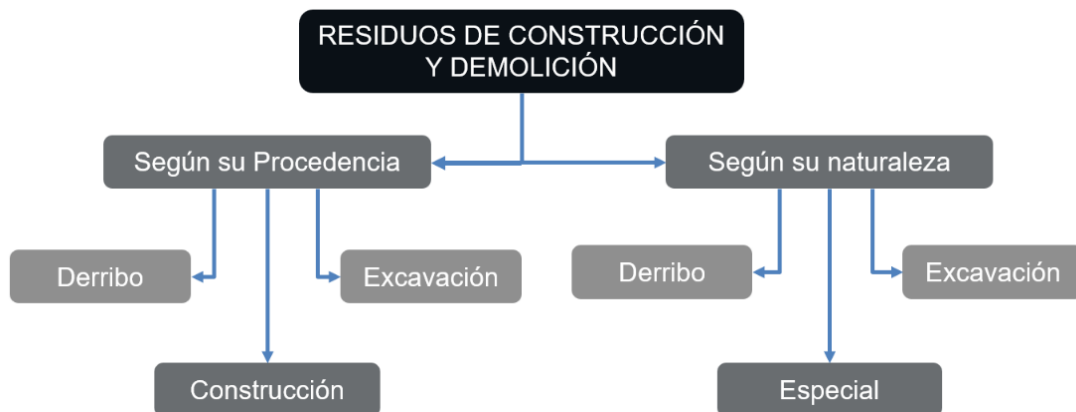 RESIDUOS DE CONSTRUCCIÓN
Y DEMOLICIÓN
Según su Procedencia
Según su naturaleza
Derribo
Excavación
Derribo
Excavación
Construcción
Especial